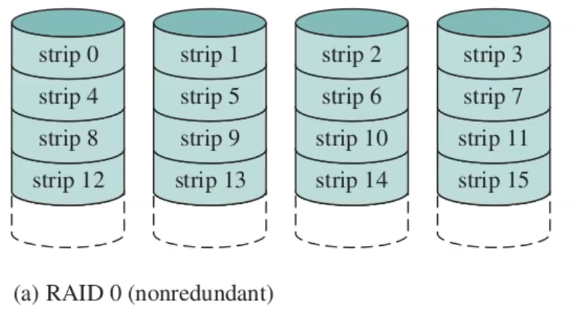 strip 0 strip 1 strip 2 strip 3
strip 4 strip 5 strip 6 strip 7
strip 8 strip 9 strip 10 strip 11
strip 12 strip 13 strip 14 strip 15
(a) RAID 0 (nonredundant)